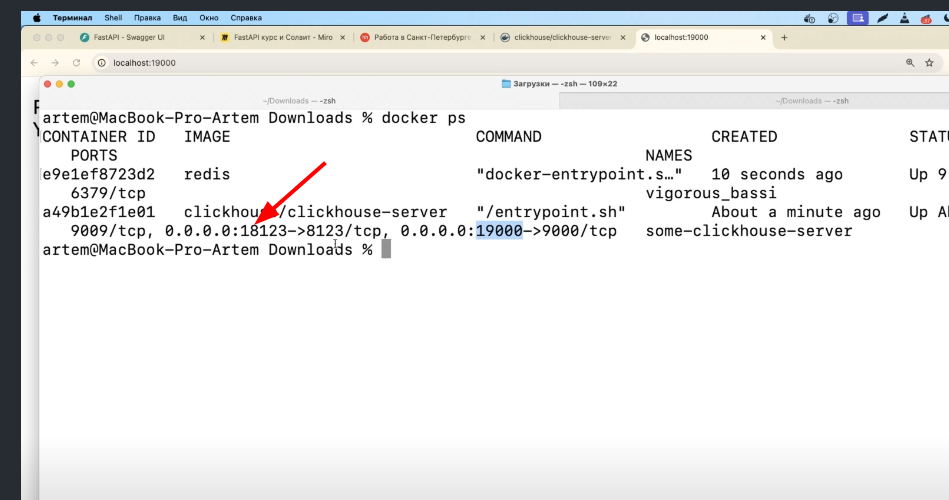 Терминал Shell Правка Вид Окно Справка
FastAPI - Swagger UI FastAPI курс и Солвит - Miro Работа в Санкт-Петербурге clickhouse/clickhouse-server localhost:19000
localhost:19000
Загрузки — -zsh — 109×22
~/Downloads — -zsh ~/Downloads — -zsh
artem@MacBook-Pro-Artem Downloads % docker ps
CONTAINER ID IMAGE COMMAND CREATED STATU
PORTS NAMES
e9e1ef8723d2 redis "docker-entrypoint.s…" 10 seconds ago Up 9
6379/tcp vigorous_bassi
a49b1e2f1e01 clickhouse/clickhouse-server "/entrypoint.sh" About a minute ago Up Ab
9009/tcp, 0.0.0.0:18123->8123/tcp, 0.0.0.0:19000->9000/tcp some-clickhouse-server
artem@MacBook-Pro-Artem Downloads %